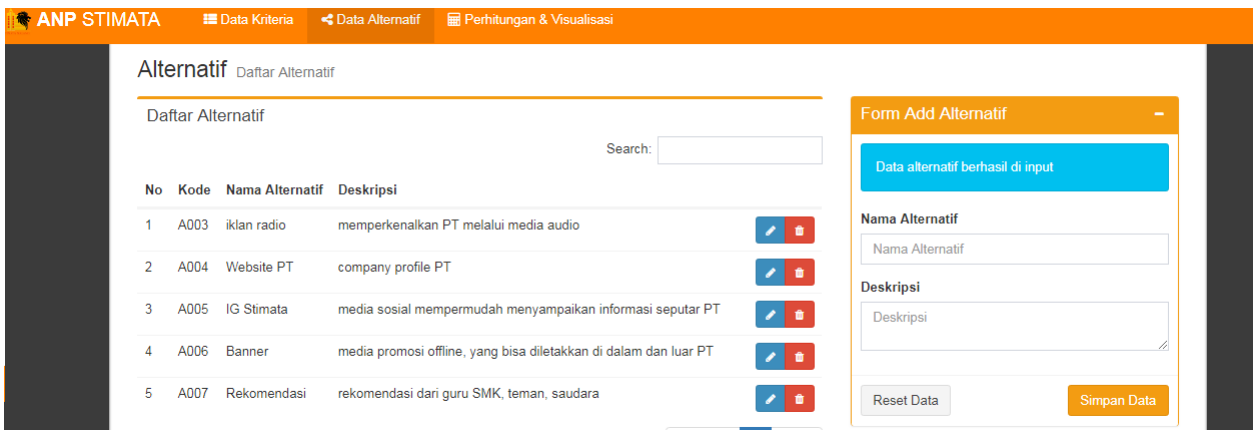 ANP STIMATA Data Kriteria Data Alternatif Perhitungan & Visualisasi
Alternatif Daftar Alternatif
Daftar Alternatif
Search:
No Kode Nama Alternatif Deskripsi
1 A003 iklan radio memperkenalkan PT melalui media audio
2 A004 Website PT company profile PT
3 A005 IG Stimata media sosial mempermudah menyampaikan informasi seputar PT
4 A006 Banner media promosi offline, yang bisa diletakkan di dalam dan luar PT
5 A007 Rekomendasi rekomendasi dari guru SMK, teman, saudara
Form Add Alternatif
Data alternatif berhasil di input
Nama Alternatif
Nama Alternatif
Deskripsi
Deskripsi
Reset Data Simpan Data